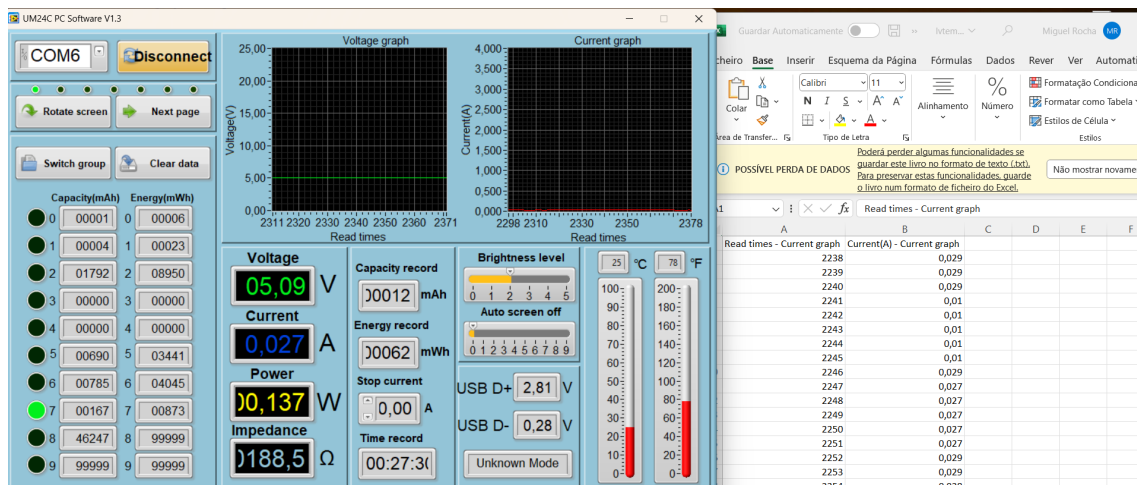 UM24C PC Software V1.3
COM6
Disconnect
Rotate screen
Next page
Switch group
Clear data
Capacity(mAh) Energy(mWh)
0 00001 0 00006
1 00004 1 00023
2 01792 2 08950
3 00000 3 00000
4 00000 4 00000
5 00690 5 03441
6 00785 6 04045
7 00167 7 00873
8 46247 8 99999
9 99999 9 99999
Voltage graph
Voltage(V)
25,00
20,00
15,00
10,00
5,00
0,00
2311 2320 2330 2340 2350 2360 2371
Read times
Current graph
Current(A)
4,000
3,500
3,000
2,500
2,000
1,500
1,000
0,500
0,000
2298 2310 2330 2350 2378
Read times
Voltage
05,09 V
Current
0,027 A
Power
00,137 W
Impedance
0188,5 Ω
Capacity record
00012 mAh
Energy record
00062 mWh
Stop current
0,00 A
Time record
00:27:30
Brightness level
0 1 2 3 4 5
Auto screen off
0 1 2 3 4 5 6 7 8 9
USB D+ 2,81 V
USB D- 0,28 V
Unknown Mode
25 °C 78 °F
100
90
80
70
60
50
40
30
20
10
0
200
180
160
140
120
100
80
60
40
20
0
Guardar Automaticamente
Ivtem...
Miguel Rocha MR
cheiro Base Inserir Esquema da Página Fórmulas Dados Rever Ver Automati
Colar
Área de Transfer...
Calibri 11
N I S A A
A
Tipo de Letra
Alinhamento
%
Número
Formatação Condiciona
Formatar como Tabela
Estilos de Célula
Estilos
POSSÍVEL PERDA DE DADOS
Poderá perder algumas funcionalidades se
guardar este livro no formato de texto (.txt).
Para preservar estas funcionalidades, guarde
o livro num formato de ficheiro do Excel.
Não mostrar novame
A1 fx Read times - Current graph
A B C D E F
Read times - Current graph Current(A) - Current graph
2238 0,029
2239 0,029
2240 0,029
2241 0,01
2242 0,01
2243 0,01
2244 0,01
2245 0,01
2246 0,029
2247 0,027
2248 0,027
2249 0,027
2250 0,027
2251 0,027
2252 0,029
2253 0,029